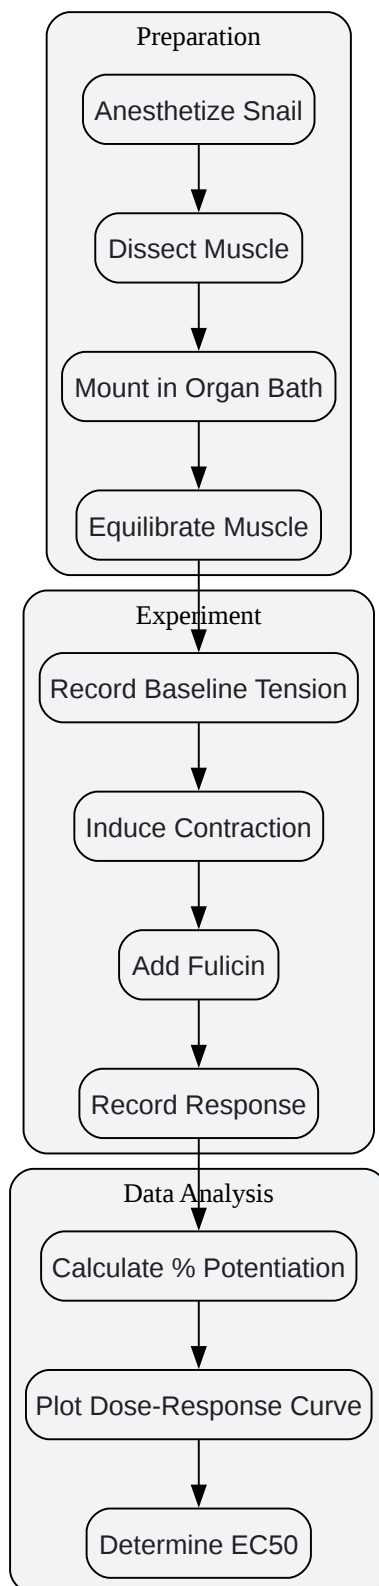 Preparation
Anesthetize Snail
Dissect Muscle
Mount in Organ Bath
Equilibrate Muscle
Experiment
Record Baseline Tension
Induce Contraction
Add Fulicin
Record Response
Data Analysis
Calculate % Potentiation
Plot Dose-Response Curve
Determine EC50